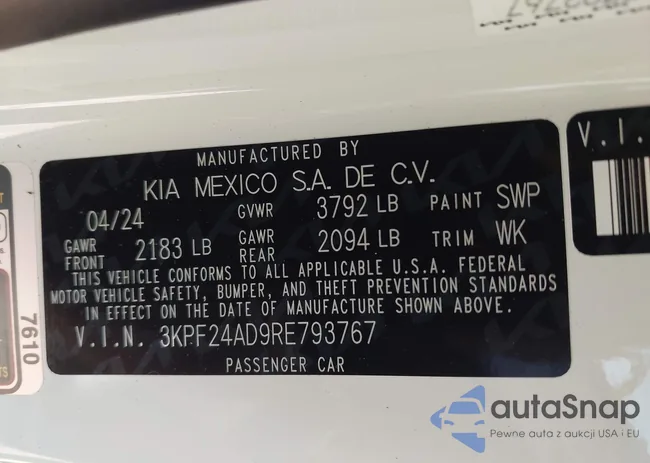 MANUFACTURED BY
KIA MEXICO S.A. DE C.V.
04/24 GVWR 3792 LB PAINT SWP
GAWR FRONT 2183 LB GAWR REAR 2094 LB TRIM WK
THIS VEHICLE CONFORMS TO ALL APPLICABLE U.S.A. FEDERAL
MOTOR VEHICLE SAFETY, BUMPER, AND THEFT PREVENTION STANDARDS
IN EFFECT ON THE DATE OF MANUFACTURE SHOWN ABOVE.
V.I.N. 3KPF24AD9RE793767
PASSENGER CAR
V.I.
7610
autaSnap
Pewne auta z aukcji USA i EU